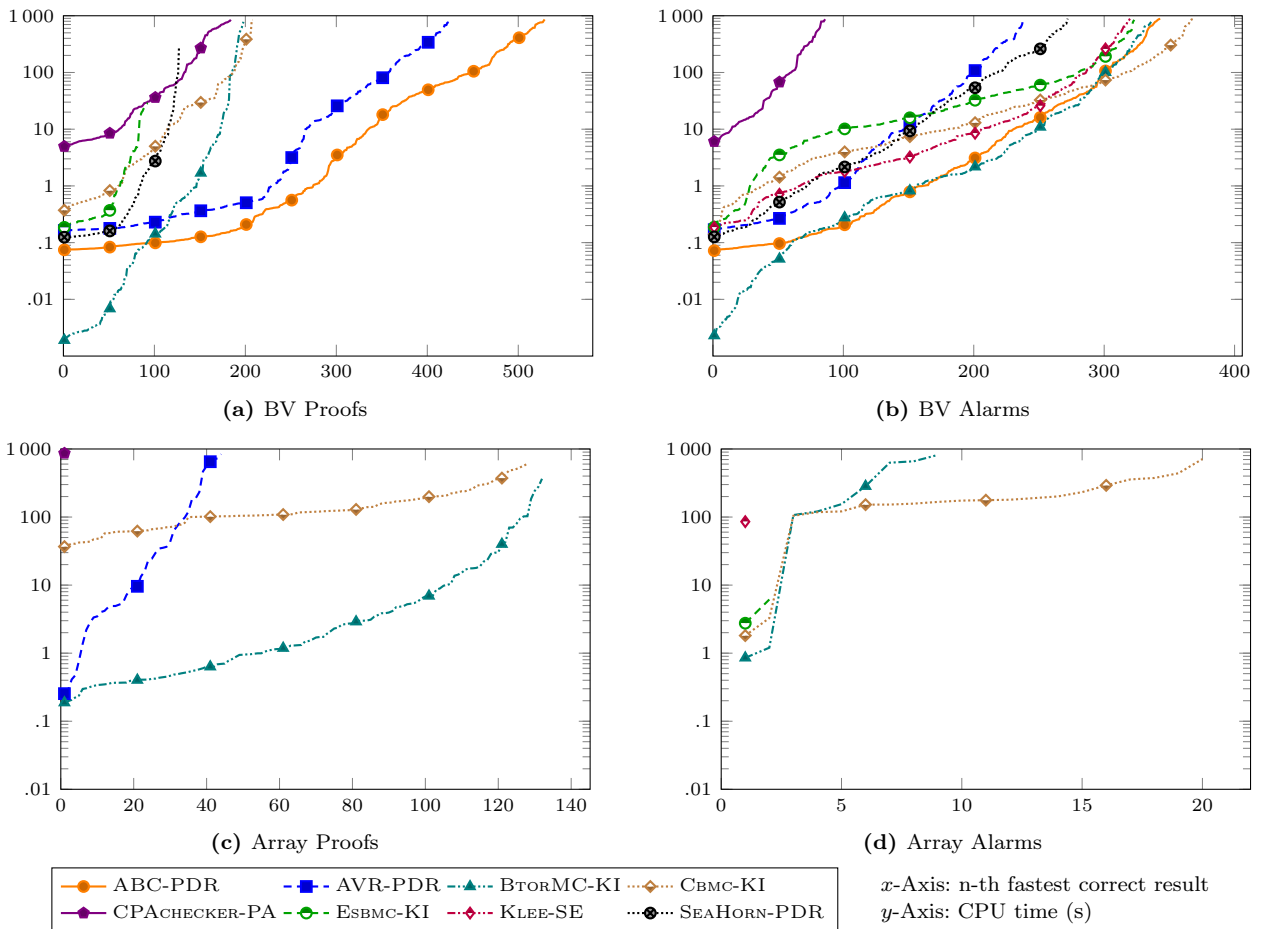 1 000
100
10
1
.1
.01
0 100 200 300 400 500
(a) BV Proofs
1 000
100
10
1
.1
.01
0 100 200 300 400
(b) BV Alarms
1 000
100
10
1
.1
.01
0 20 40 60 80 100 120 140
(c) Array Proofs
1 000
100
10
1
.1
.01
0 5 10 15 20
(d) Array Alarms
ABC-PDR AVR-PDR BTORMC-KI CBMC-KI
CPACHECKER-PA ESBMC-KI KLEE-SE SEAHORN-PDR
x-Axis: n-th fastest correct result
y-Axis: CPU time (s)